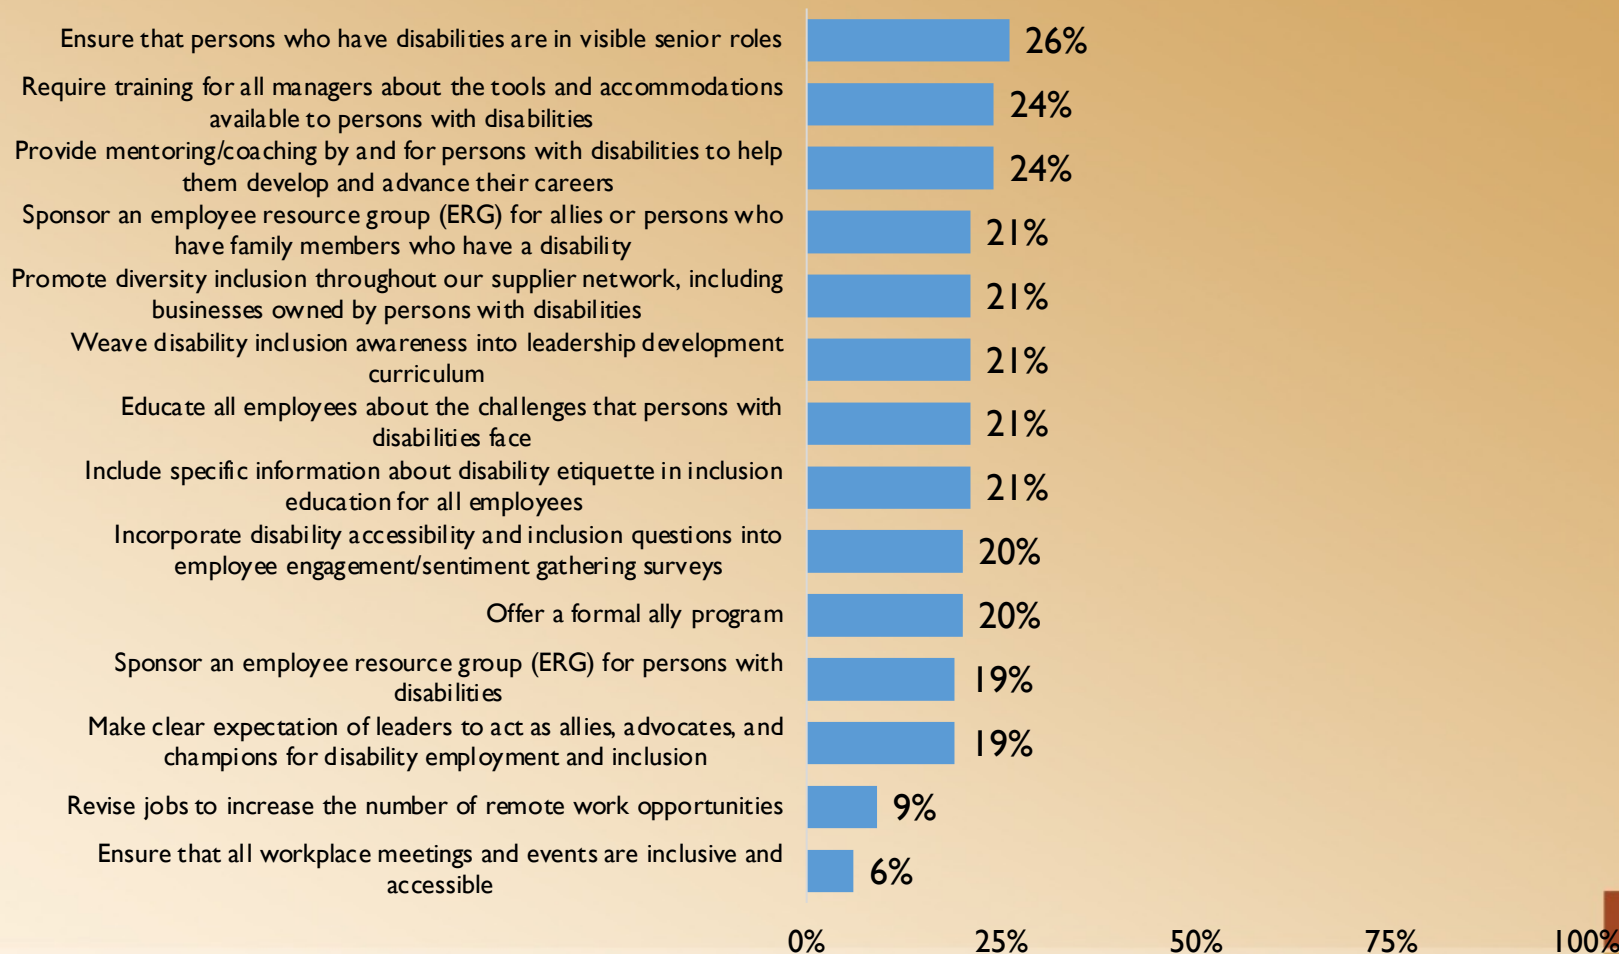 Ensure that persons who have disabilities are in visible senior roles
26%
Require training for all managers about the tools and accommodations
available to persons with disabilities
24%
Provide mentoring/coaching by and for persons with disabilities to help
them develop and advance their careers
24%
Sponsor an employee resource group (ERG) for allies or persons who
have family members who have a disability
21%
Promote diversity inclusion throughout our supplier network, including
businesses owned by persons with disabilities
21%
Weave disability inclusion awareness into leadership development
curriculum
21%
Educate all employees about the challenges that persons with
disabilities face
21%
Include specific information about disability etiquette in inclusion
education for all employees
21%
Incorporate disability accessibility and inclusion questions into
employee engagement/sentiment gathering surveys
20%
Offer a formal ally program
20%
Sponsor an employee resource group (ERG) for persons with
disabilities
19%
Make clear expectation of leaders to act as allies, advocates, and
champions for disability employment and inclusion
19%
Revise jobs to increase the number of remote work opportunities
9%
Ensure that all workplace meetings and events are inclusive and
accessible
6%
0% 25% 50% 75% 100%